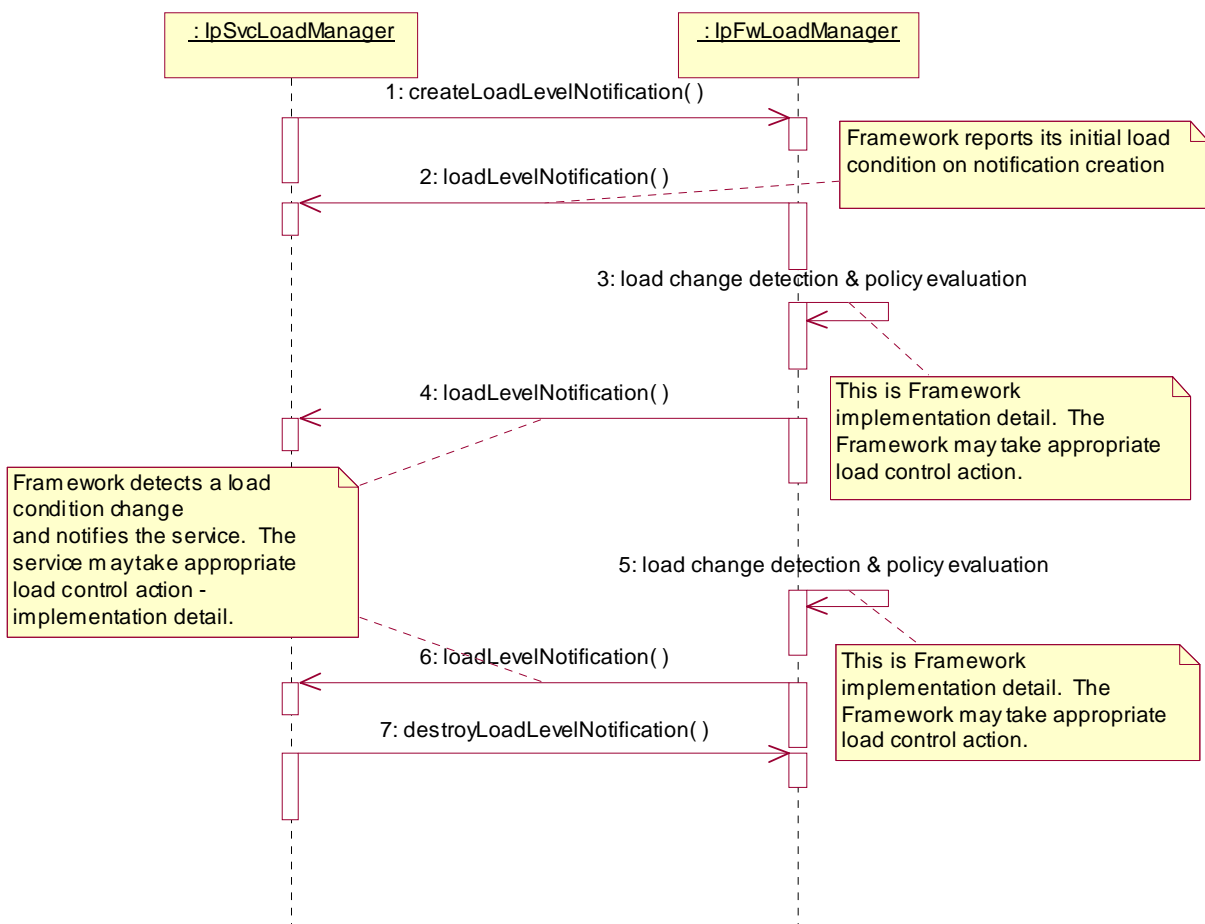 : IpSvcLoadManager
: IpFwLoadManager
1: createLoadLevelNotification( )
Framework reports its initial load
condition on notification creation
2: loadLevelNotification( )
3: load change detection & policy evaluation
This is Framework
implementation detail. The
Framework may take appropriate
load control action.
4: loadLevelNotification( )
Framework detects a load
condition change
and notifies the service. The
service may take appropriate
load control action -
implementation detail.
5: load change detection & policy evaluation
This is Framework
implementation detail. The
Framework may take appropriate
load control action.
6: loadLevelNotification( )
7: destroyLoadLevelNotification( )